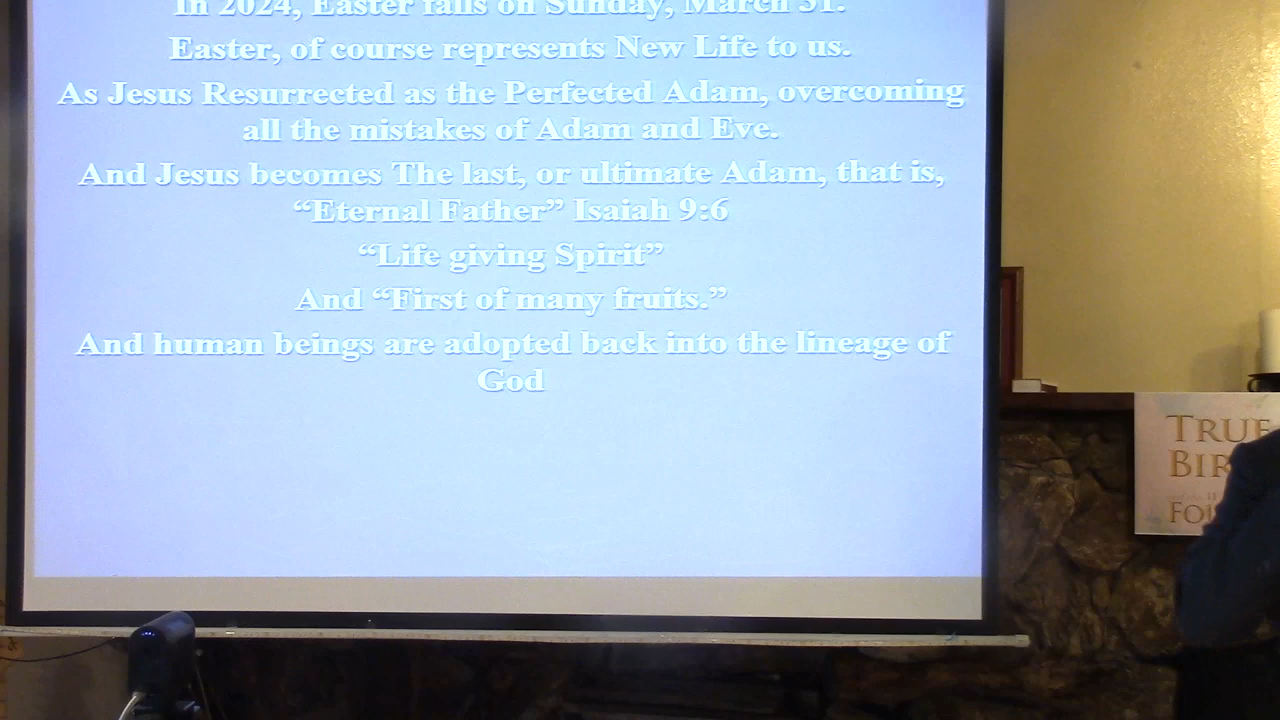 In 2024, Easter falls on Sunday, March 31.
Easter, of course represents New Life to us.
As Jesus Resurrected as the Perfected Adam, overcoming
all the mistakes of Adam and Eve.
And Jesus becomes The last, or ultimate Adam, that is,
“Eternal Father” Isaiah 9:6
“Life giving Spirit”
And “First of many fruits.”
And human beings are adopted back into the lineage of
God
TRUE
BIR
FO